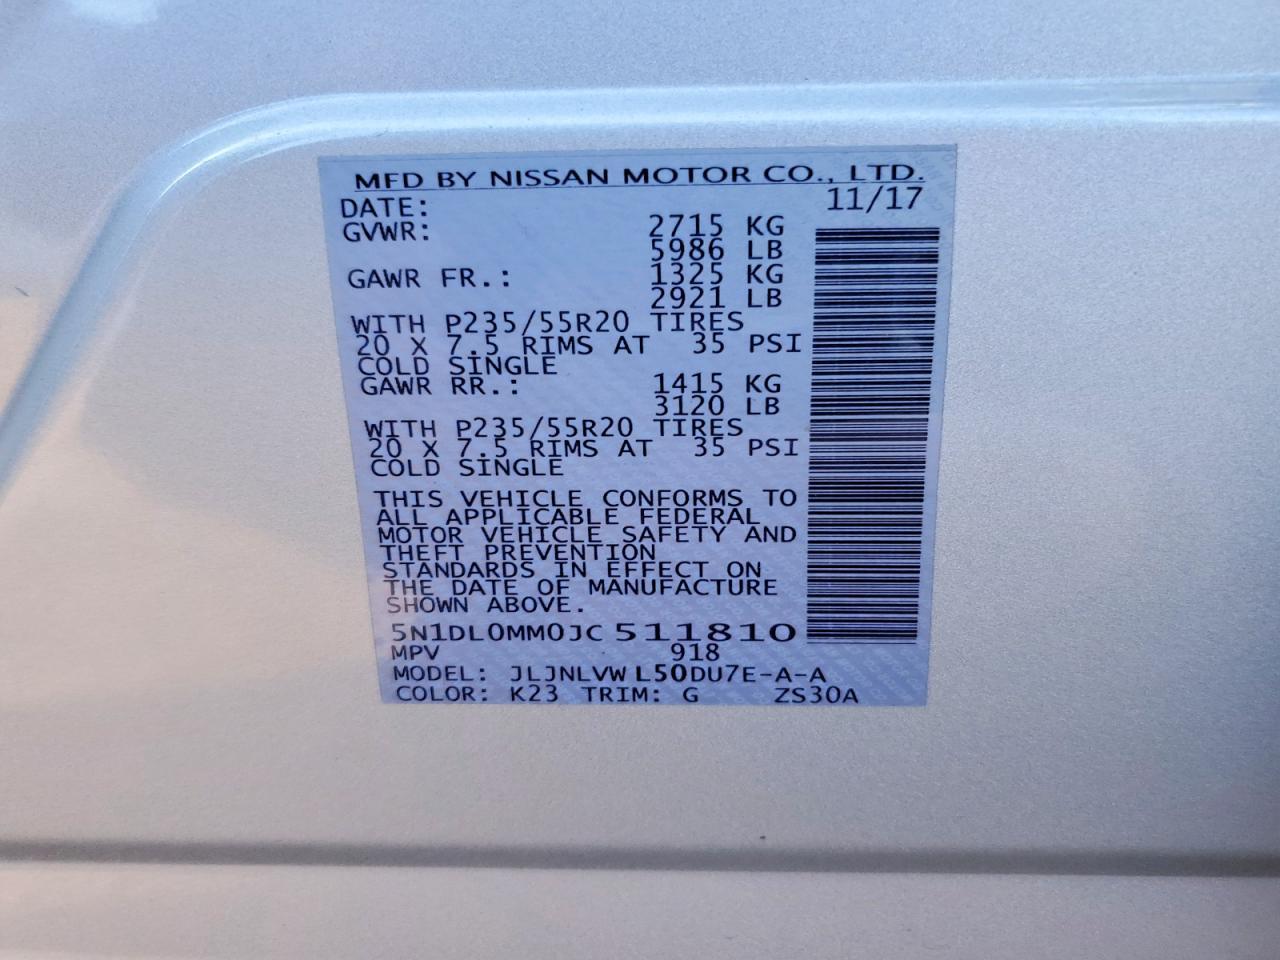 MFD BY NISSAN MOTOR CO., LTD.
DATE: 11/17
GVWR: 2715 KG
5986 LB
GAWR FR.: 1325 KG
2921 LB
WITH P235/55R20 TIRES
20 X 7.5 RIMS AT 35 PSI
COLD SINGLE
GAWR RR.: 1415 KG
3120 LB
WITH P235/55R20 TIRES
20 X 7.5 RIMS AT 35 PSI
COLD SINGLE
THIS VEHICLE CONFORMS TO
ALL APPLICABLE FEDERAL
MOTOR VEHICLE SAFETY AND
THEFT PREVENTION
STANDARDS IN EFFECT ON
THE DATE OF MANUFACTURE
SHOWN ABOVE.
5N1DL0MM0JC 511810
MPV 918
MODEL: JLJNLVW L50DU7E-A-A
COLOR: K23 TRIM: G ZS30A